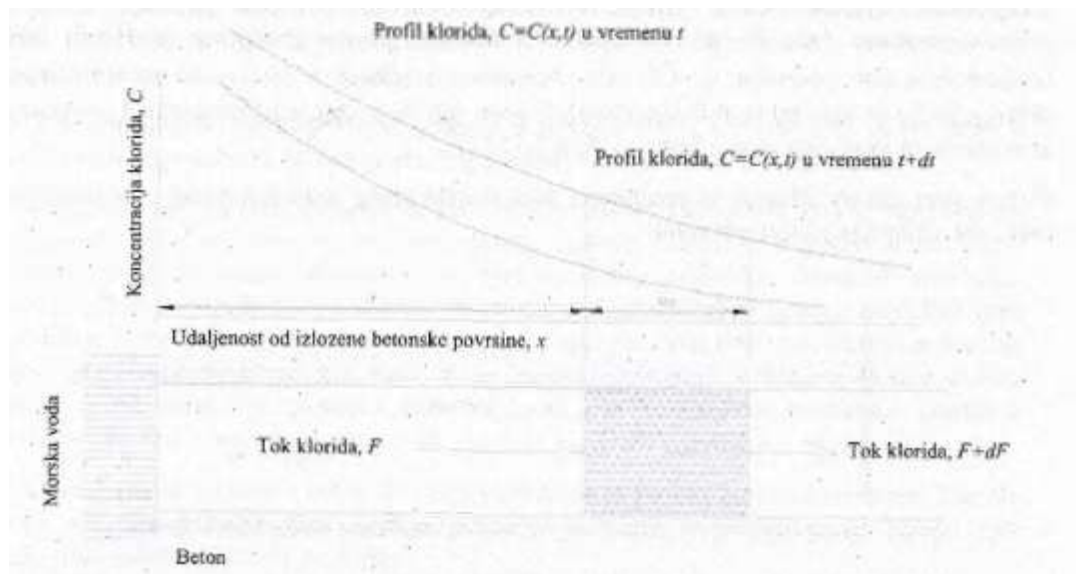 Profil klorida, C=C(x,t) u vremenu t
Koncentracija klorida, C
Profil klorida, C=C(x,t) u vremenu t+dt
Udaljenost od izlozene betonske povrsine, x
Morska voda
Tok klorida, F
Tok klorida, F+dF
Beton